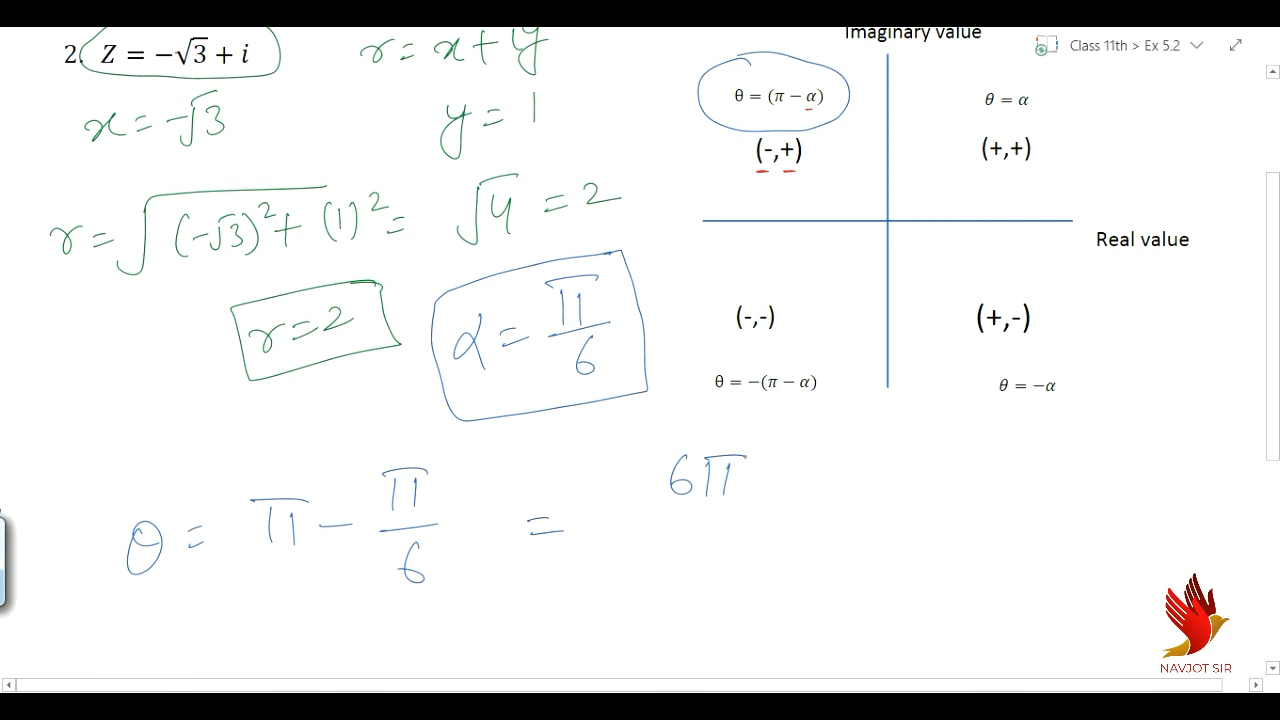 2. Z = −√3 + i
r = x + iy
x = -√3
y = 1
r = √(-√3)² + (1)² = √4 = 2
r = 2
α = π/6
θ = π - π/6 = 6π
Imaginary value
Class 11th > Ex 5.2
θ = (π − α)
θ = α
(-,+)
(+,+)
Real value
(-,-)
(+,-)
θ = −(π − α)
θ = −α
NAVJOT SIR